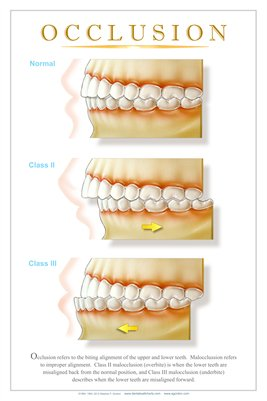 OCCLUSION
Normal
Class II
Class III
Occlusion refers to the biting alignment of the upper and lower teeth. Malocclusion refers
to improper alignment. Class II malocclusion (overbite) is when the lower teeth are
misaligned back from the normal position, and Class III malocclusion (underbite)
describes when the lower teeth are misaligned forward.